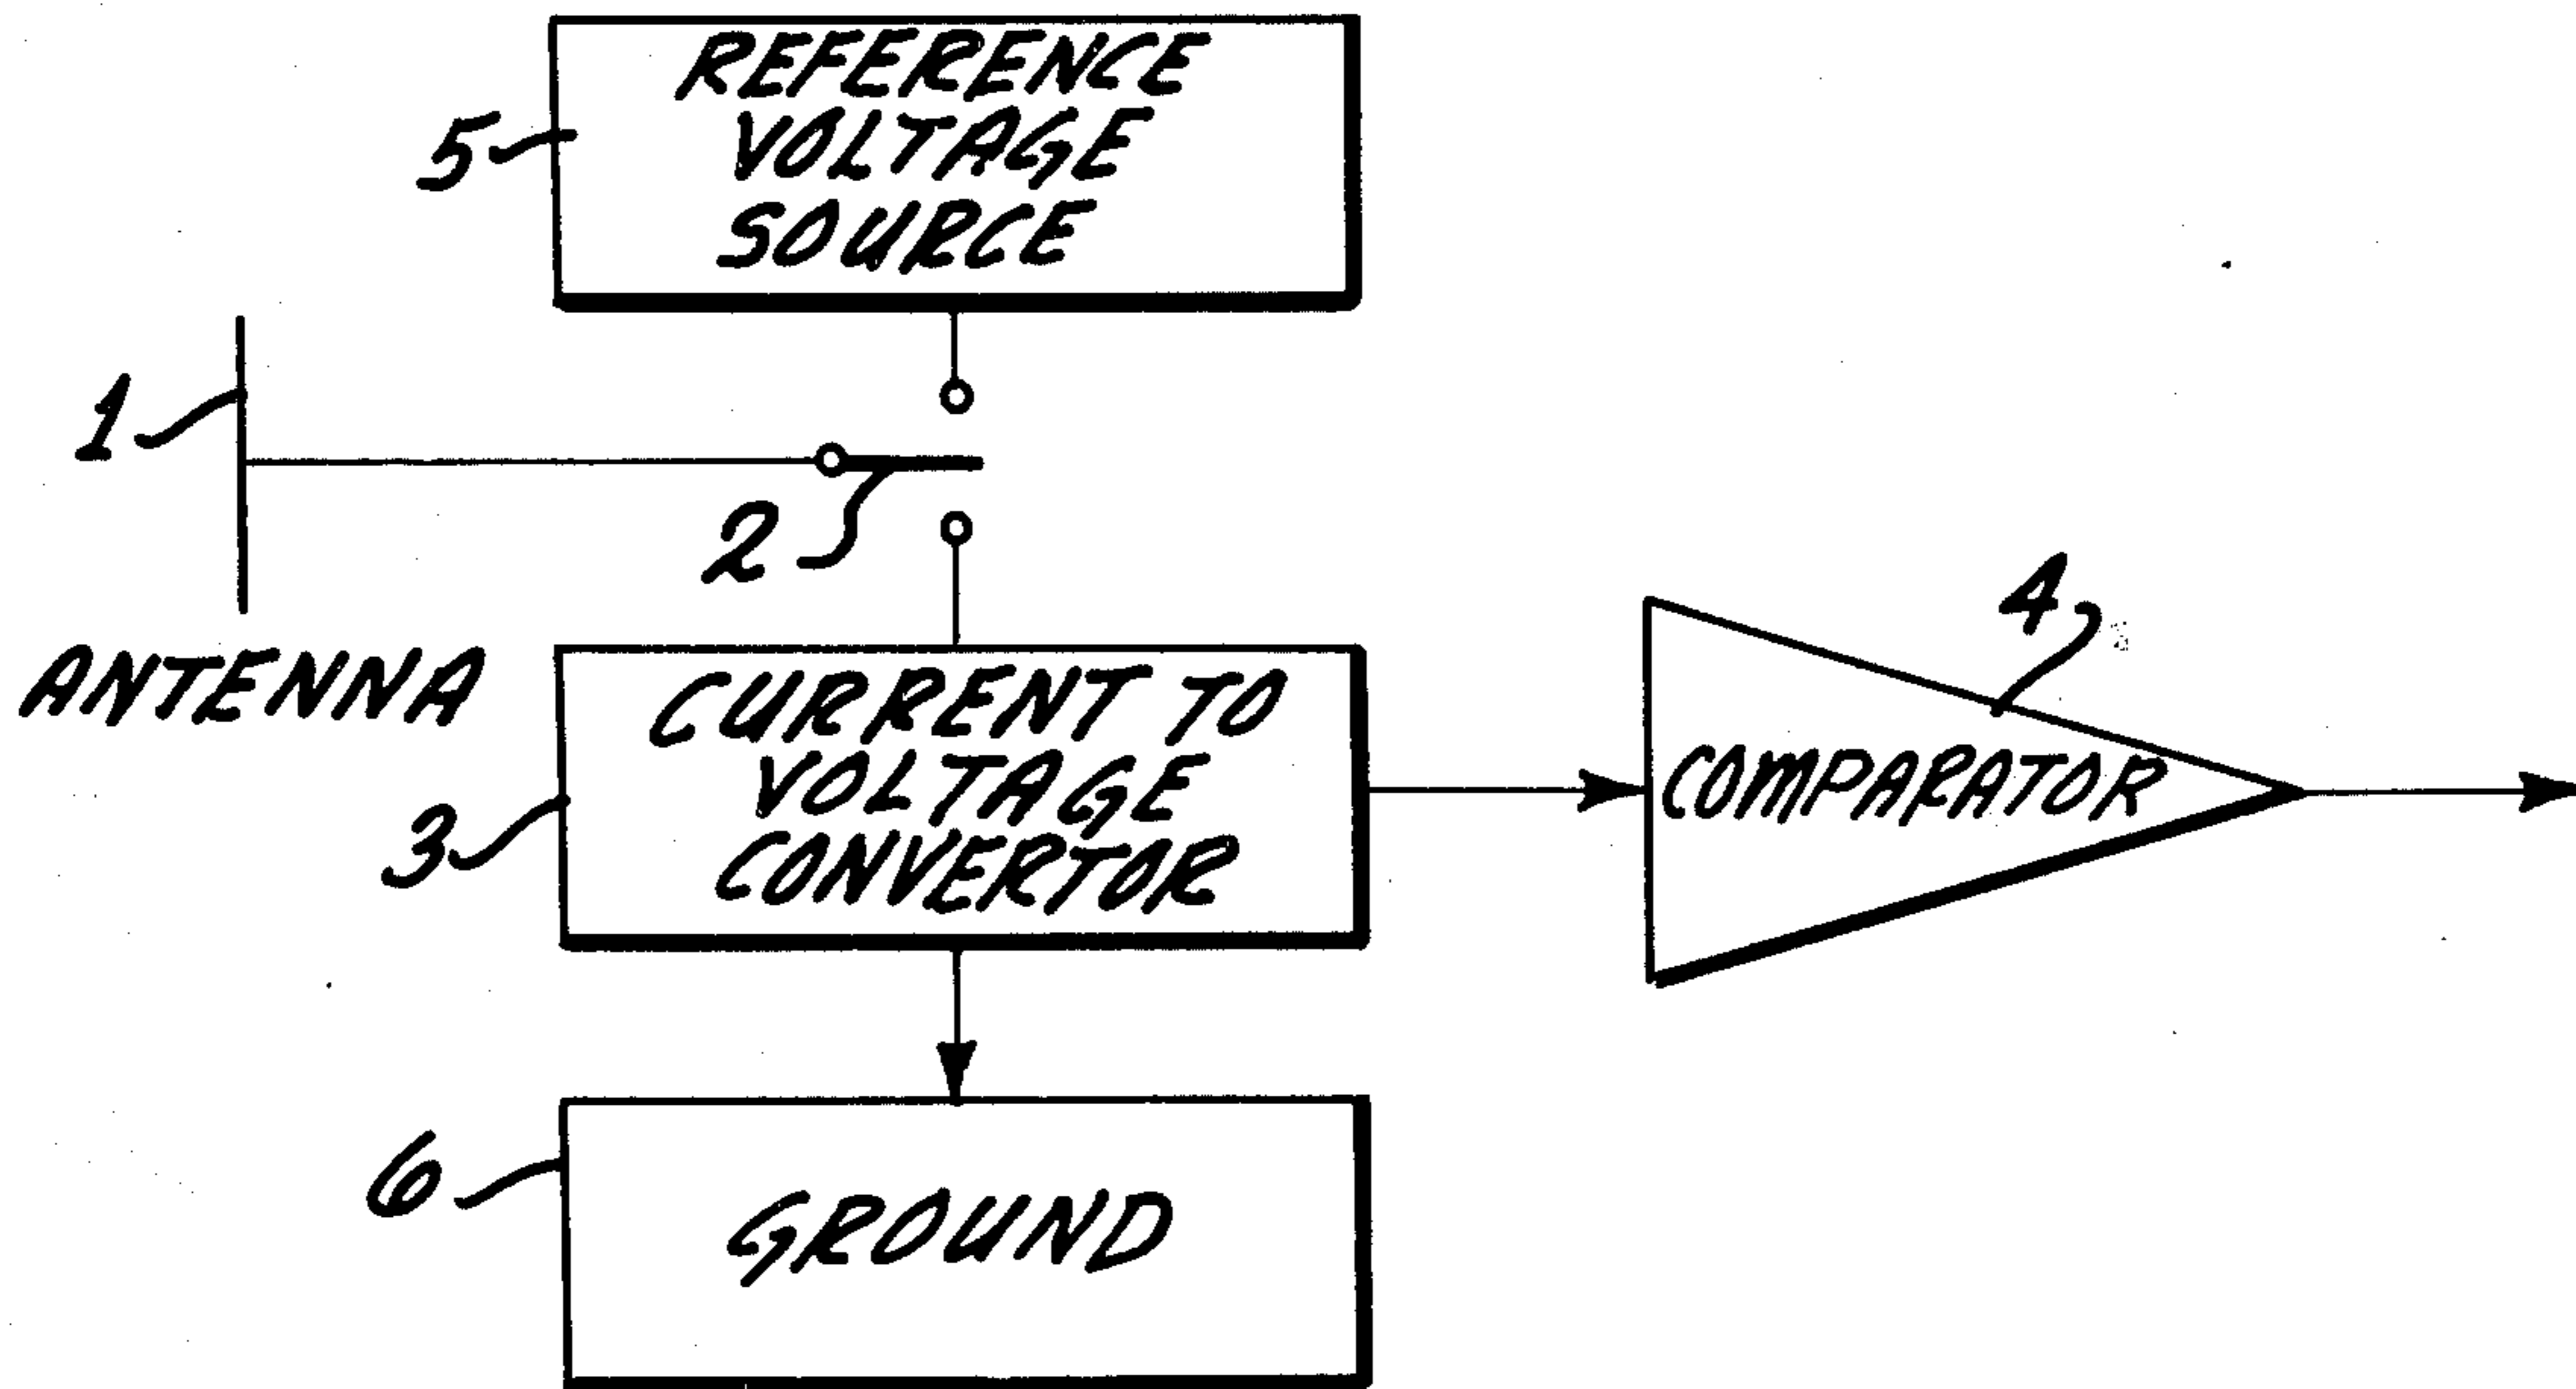 REFERENCE
VOLTAGE
SOURCE
5
1
2
ANTENNA
CURRENT TO
VOLTAGE
CONVERTOR
3
4
COMPARATOR
6
GROUND